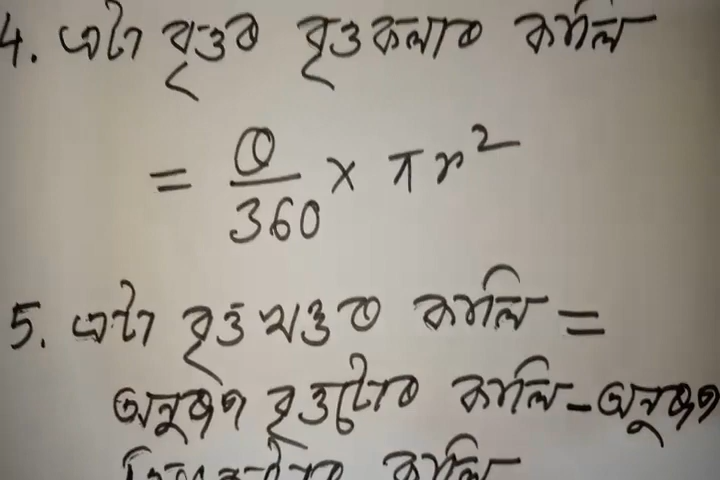 4. এটা বৃত্তৰ বৃত্তকলাৰ কালি
= θ/360 × πr²
5. এটা বৃত্তখণ্ডৰ কালি =
অনুৰূপ বৃত্তটোৰ কালি - অনুৰূপ
কালি